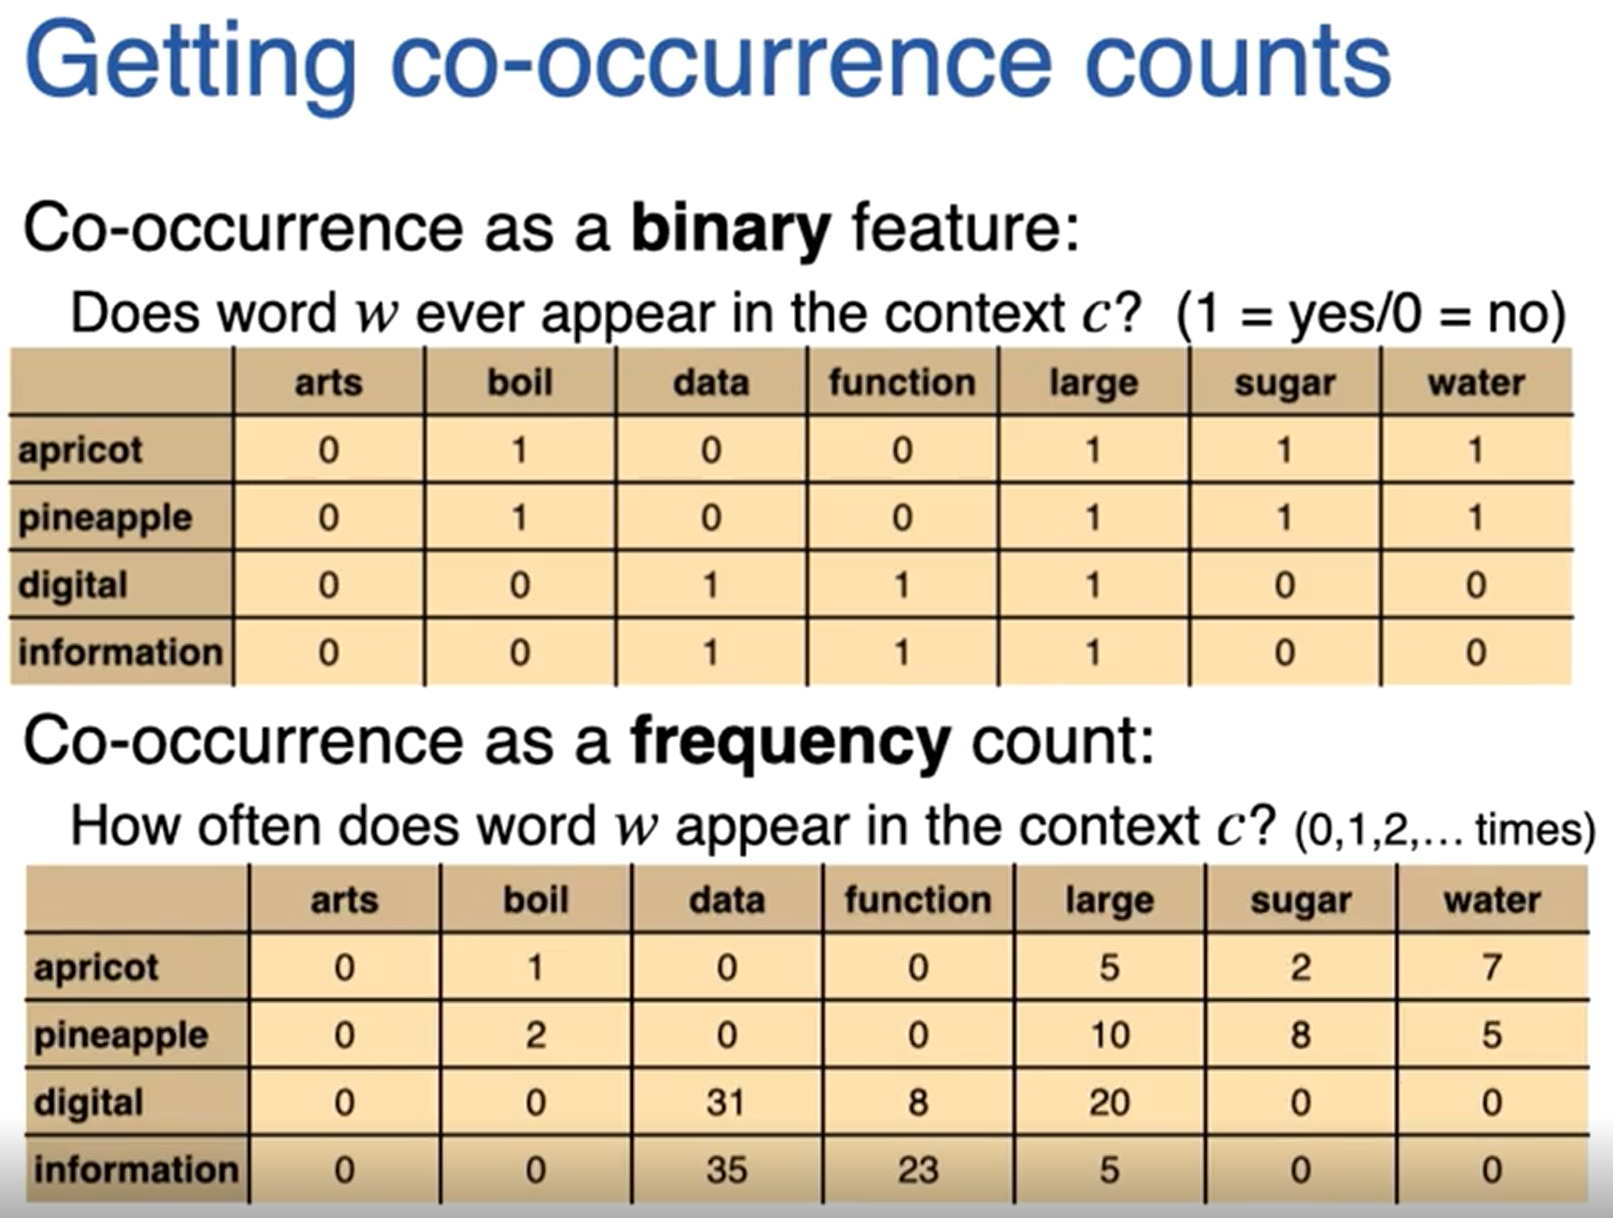 Getting co-occurrence counts
Co-occurrence as a binary feature:
Does word w ever appear in the context c? (1 = yes/0 = no)
arts boil data function large sugar water
apricot 0 1 0 0 1 1 1
pineapple 0 1 0 0 1 1 1
digital 0 0 1 1 1 0 0
information 0 0 1 1 1 0 0
Co-occurrence as a frequency count:
How often does word w appear in the context c? (0,1,2,... times)
arts boil data function large sugar water
apricot 0 1 0 0 5 2 7
pineapple 0 2 0 0 10 8 5
digital 0 0 31 8 20 0 0
information 0 0 35 23 5 0 0